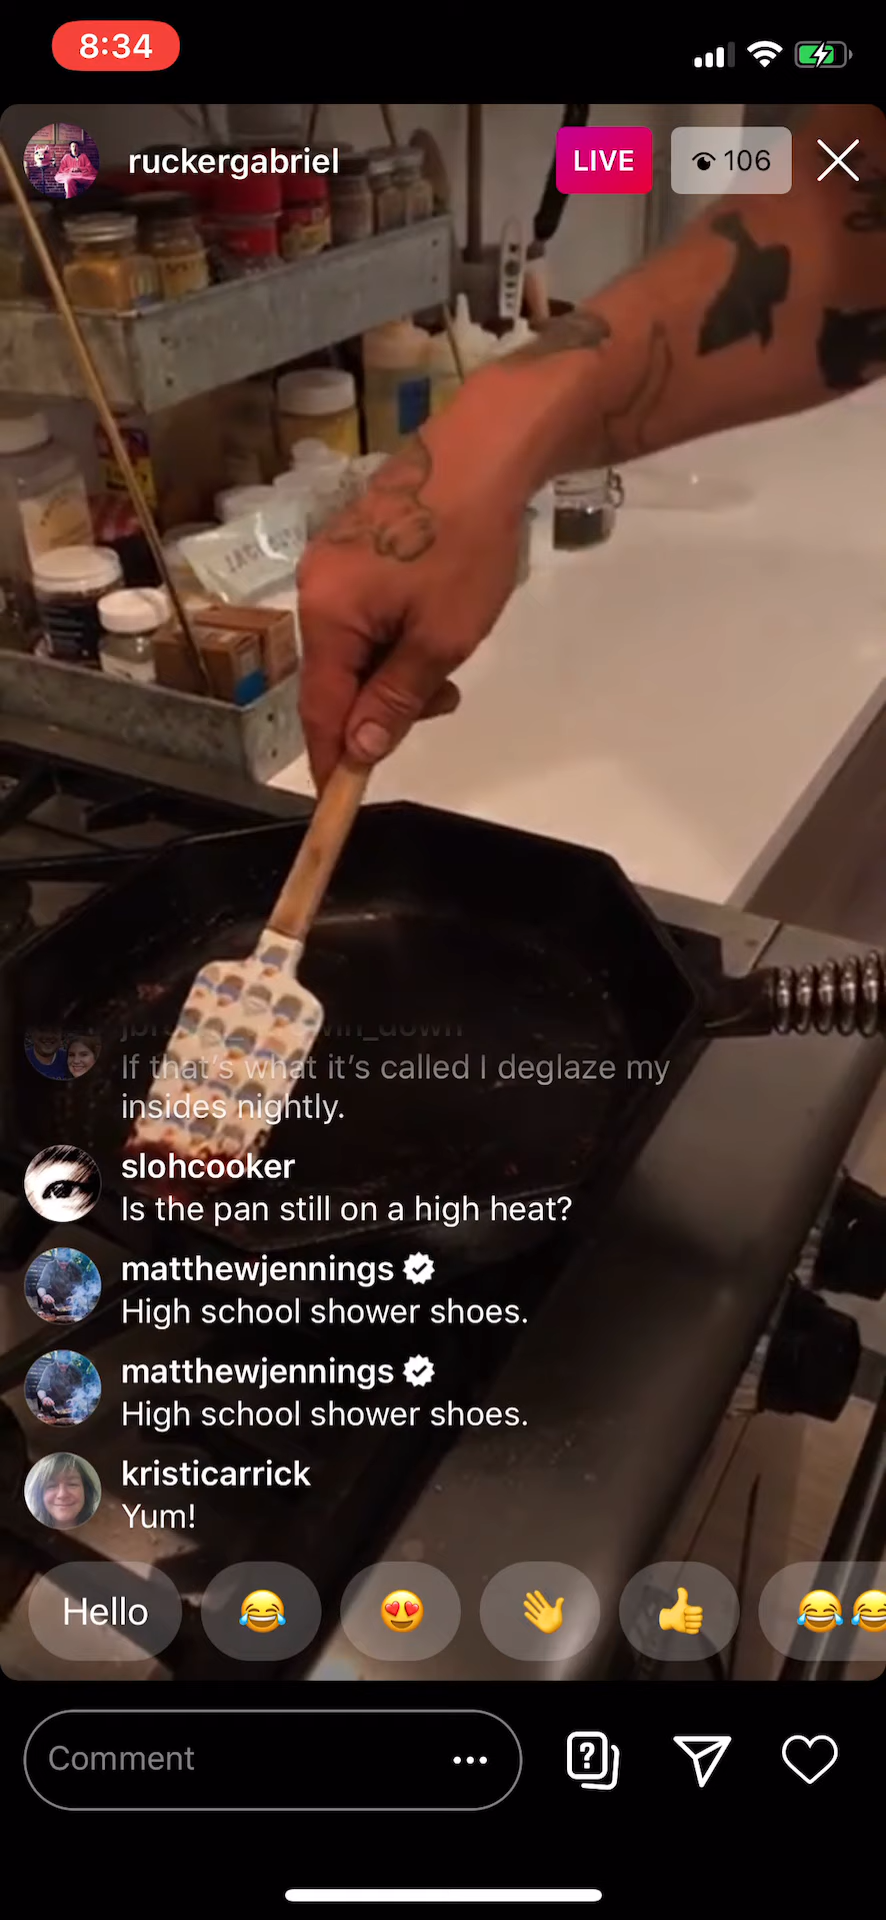 8:34
ruckergabriel
LIVE
106
If that's what it's called I deglaze my
insides nightly.
slohcooker
Is the pan still on a high heat?
matthewjennings
High school shower shoes.
matthewjennings
High school shower shoes.
kristicarrick
Yum!
Hello
Comment